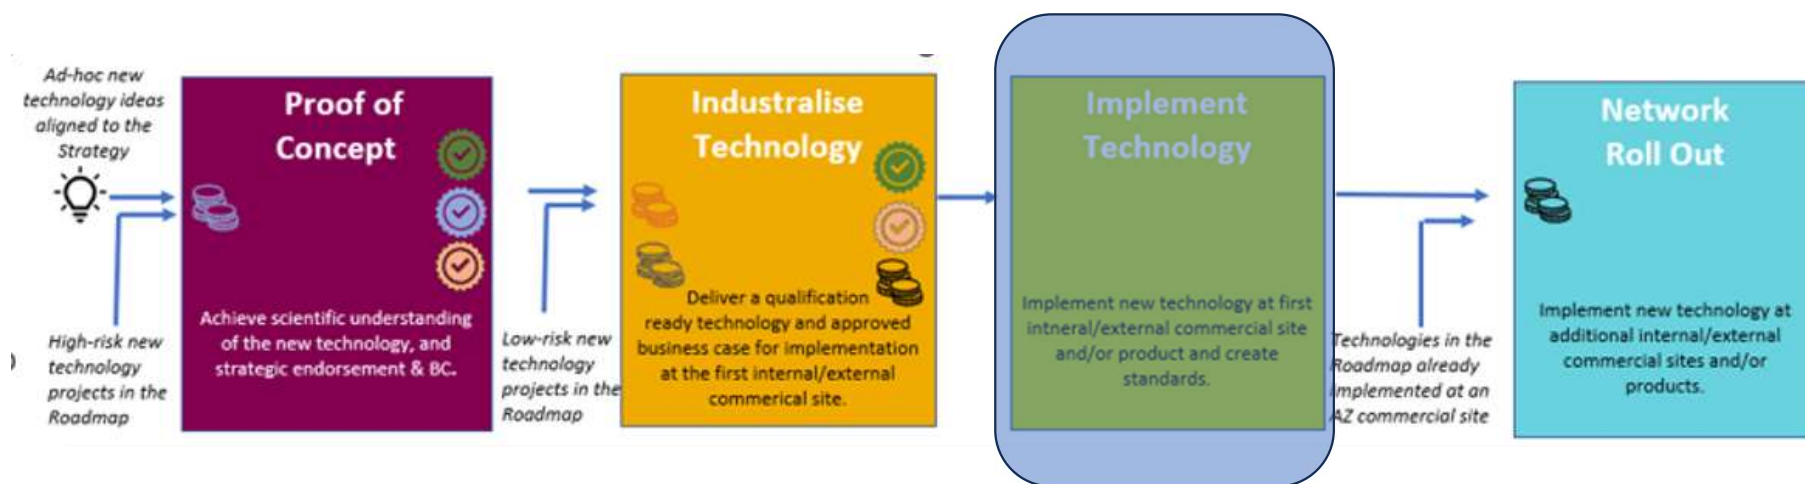 Ad-hoc new
technology ideas
aligned to the
Strategy
High-risk new
technology
projects in the
Roadmap
Proof of
Concept
Achieve scientific understanding
of the new technology, and
strategic endorsement & BC.
Low-risk new
technology
projects in the
Roadmap
Industralise
Technology
Deliver a qualification
ready technology and approved
business case for implementation
at the first internal/external
commerical site.
Implement
Technology
Implement new technology at first
intneral/external commercial site
and/or product and create
standards.
Technologies in the
Roadmap already
implemented at an
AZ commercial site
Network
Roll Out
Implement new technology at
additional internal/external
commercial sites and/or
products.